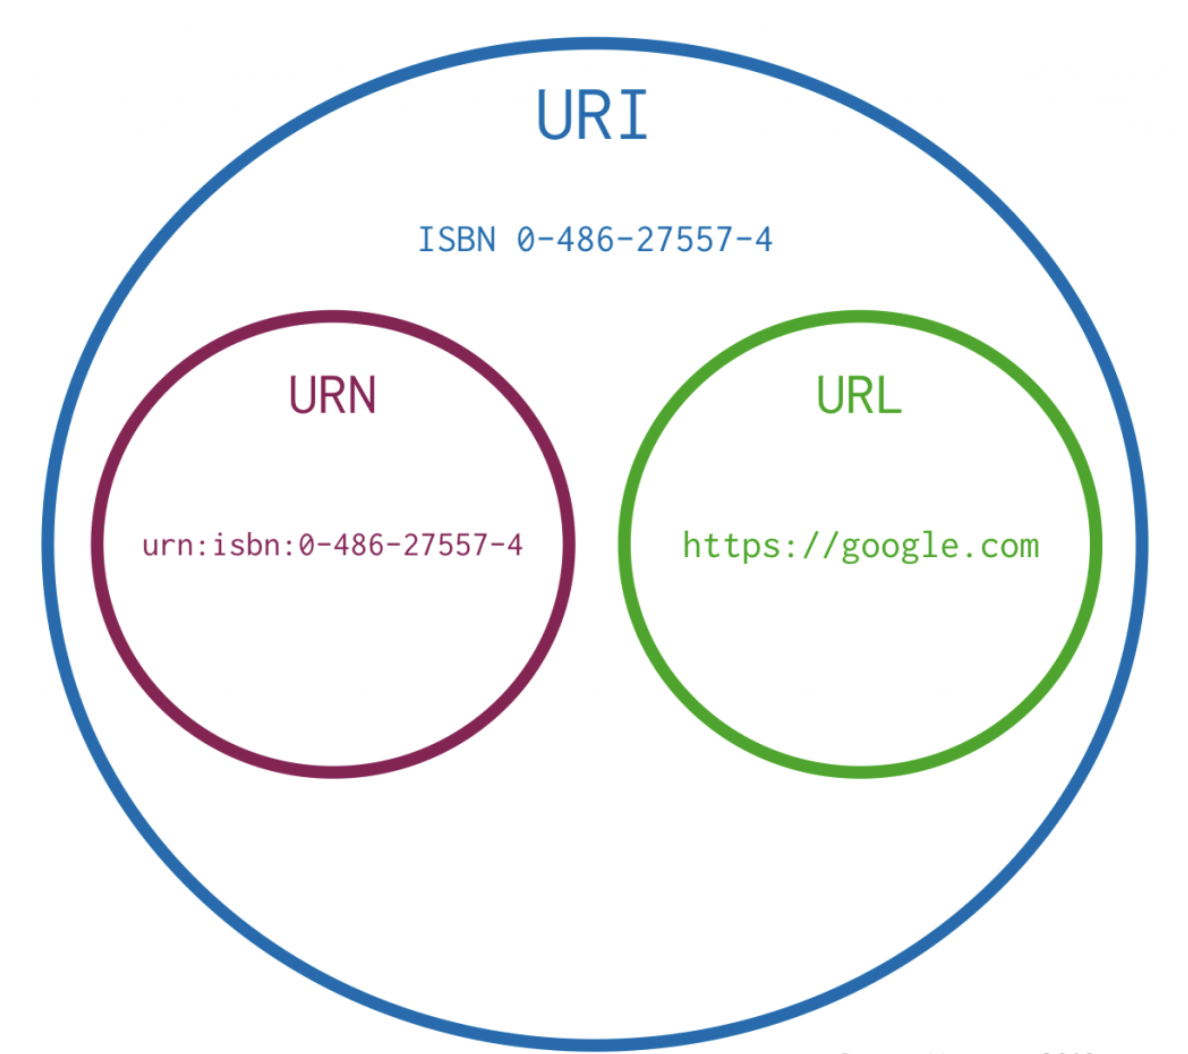 URI
ISBN 0-486-27557-4
URN
URL
urn:isbn:0-486-27557-4
https://google.com